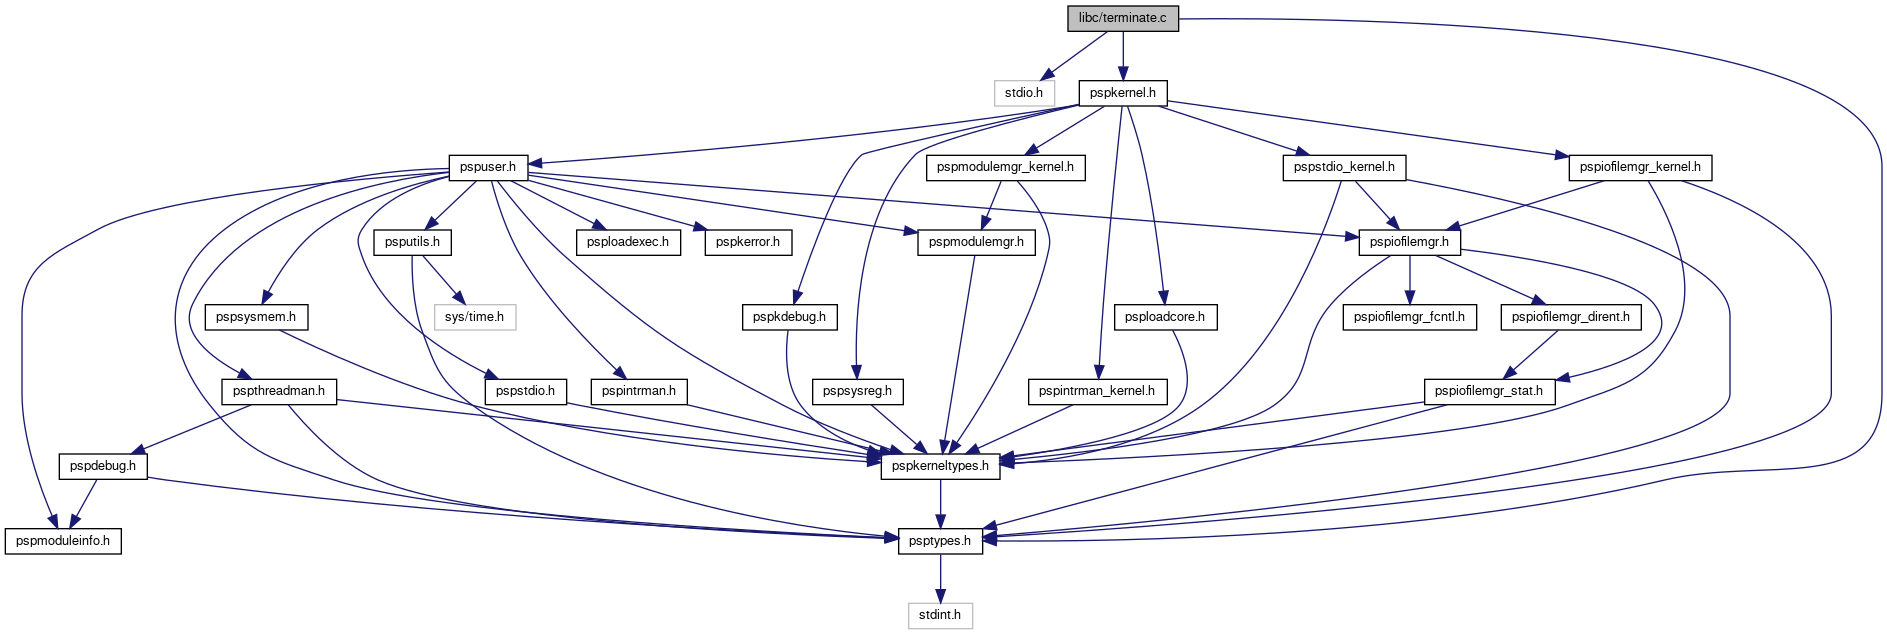 libc/terminate.c
stdio.h
pspkernel.h
pspuser.h
pspmodulemgr_kernel.h
pspstdio_kernel.h
pspiofilemgr_kernel.h
psputils.h
psploadexec.h
pspkerror.h
pspmodulemgr.h
pspiofilemgr.h
pspsysmem.h
sys/time.h
pspkdebug.h
psploadcore.h
pspiofilemgr_fcntl.h
pspiofilemgr_dirent.h
pspthreadman.h
pspstdio.h
pspintrman.h
pspsysreg.h
pspintrman_kernel.h
pspiofilemgr_stat.h
pspdebug.h
pspkerneltypes.h
pspmoduleinfo.h
psptypes.h
stdint.h